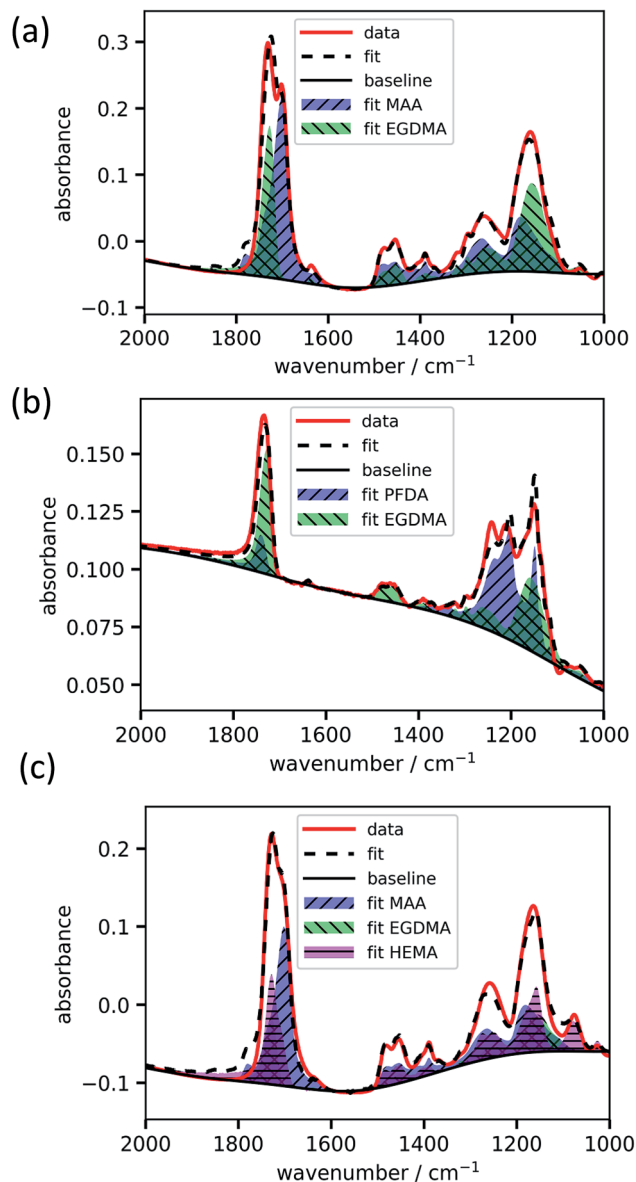 (a)
data
fit
baseline
fit MAA
fit EGDMA
absorbance
0.3
0.2
0.1
0.0
−0.1
2000 1800 1600 1400 1200 1000
wavenumber / cm⁻¹
(b)
data
fit
baseline
fit PFDA
fit EGDMA
absorbance
0.150
0.125
0.100
0.075
0.050
2000 1800 1600 1400 1200 1000
wavenumber / cm⁻¹
(c)
data
fit
baseline
fit MAA
fit EGDMA
fit HEMA
absorbance
0.2
0.1
0.0
−0.1
2000 1800 1600 1400 1200 1000
wavenumber / cm⁻¹